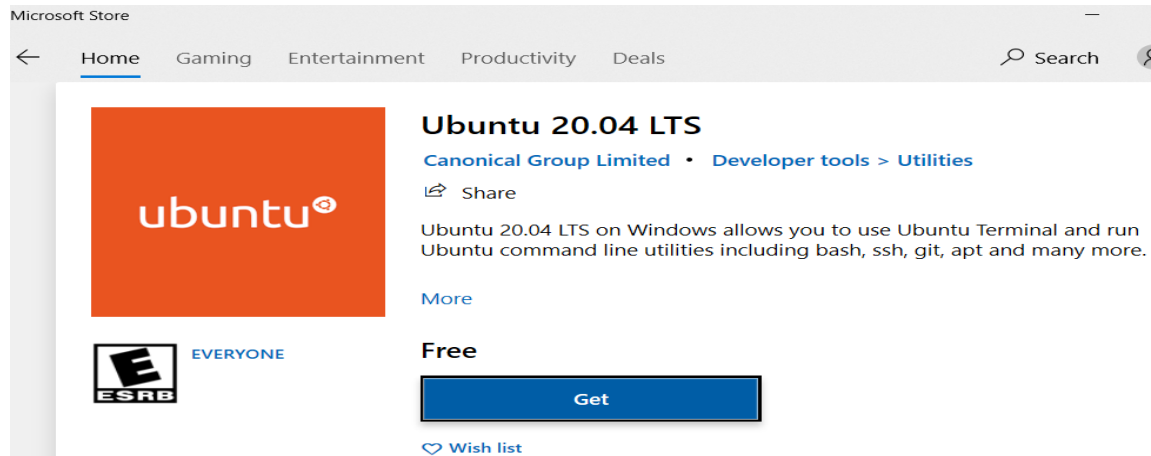 Microsoft Store
Home Gaming Entertainment Productivity Deals Search
Ubuntu 20.04 LTS
Canonical Group Limited • Developer tools > Utilities
Share
ubuntu®
Ubuntu 20.04 LTS on Windows allows you to use Ubuntu Terminal and run
Ubuntu command line utilities including bash, ssh, git, apt and many more.
More
E
ESRB
EVERYONE
Free
Get
Wish list